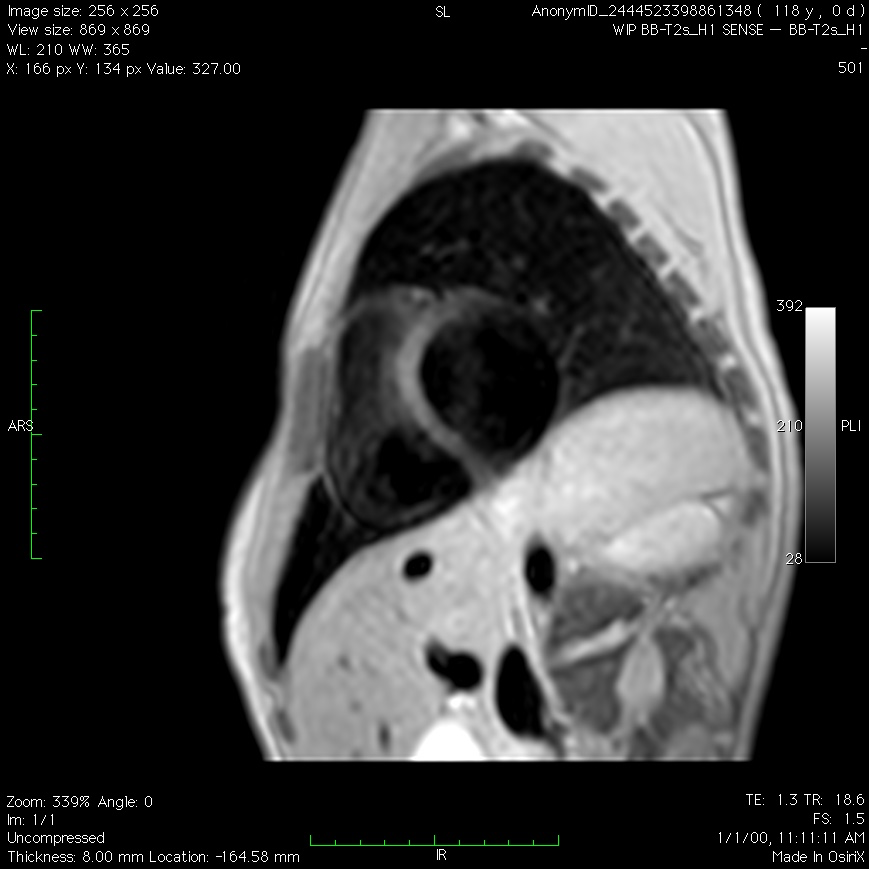 Image size: 256 x 256
View size: 869 x 869
WL: 210 WW: 365
X: 166 px Y: 134 px Value: 327.00
SL
AnonymID_2444523398861348 ( 118 y , 0 d )
WIP BB-T2s_H1 SENSE — BB-T2s_H1
-
501
392
ARS
210
PLI
28
Zoom: 339% Angle: 0
Im: 1/1
Uncompressed
Thickness: 8.00 mm Location: -164.58 mm
IR
TE: 1.3 TR: 18.6
FS: 1.5
1/1/00, 11:11:11 AM
Made In OsiriX